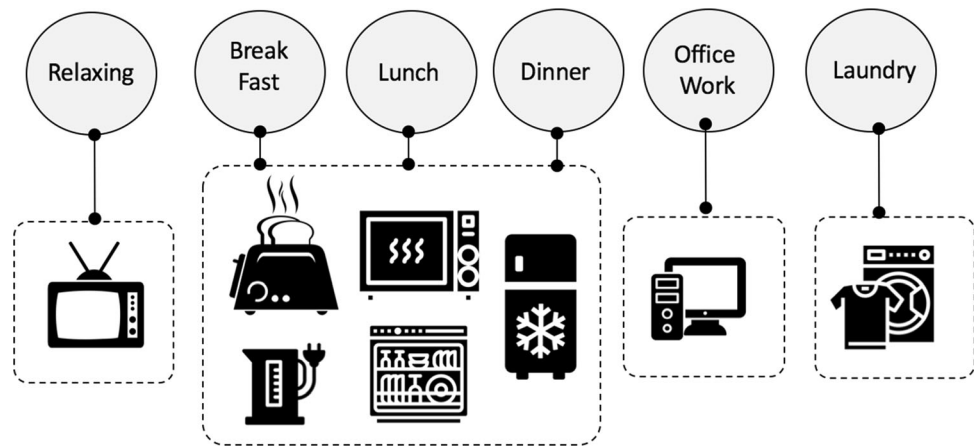 Relaxing
Break
Fast
Lunch
Dinner
Office
Work
Laundry